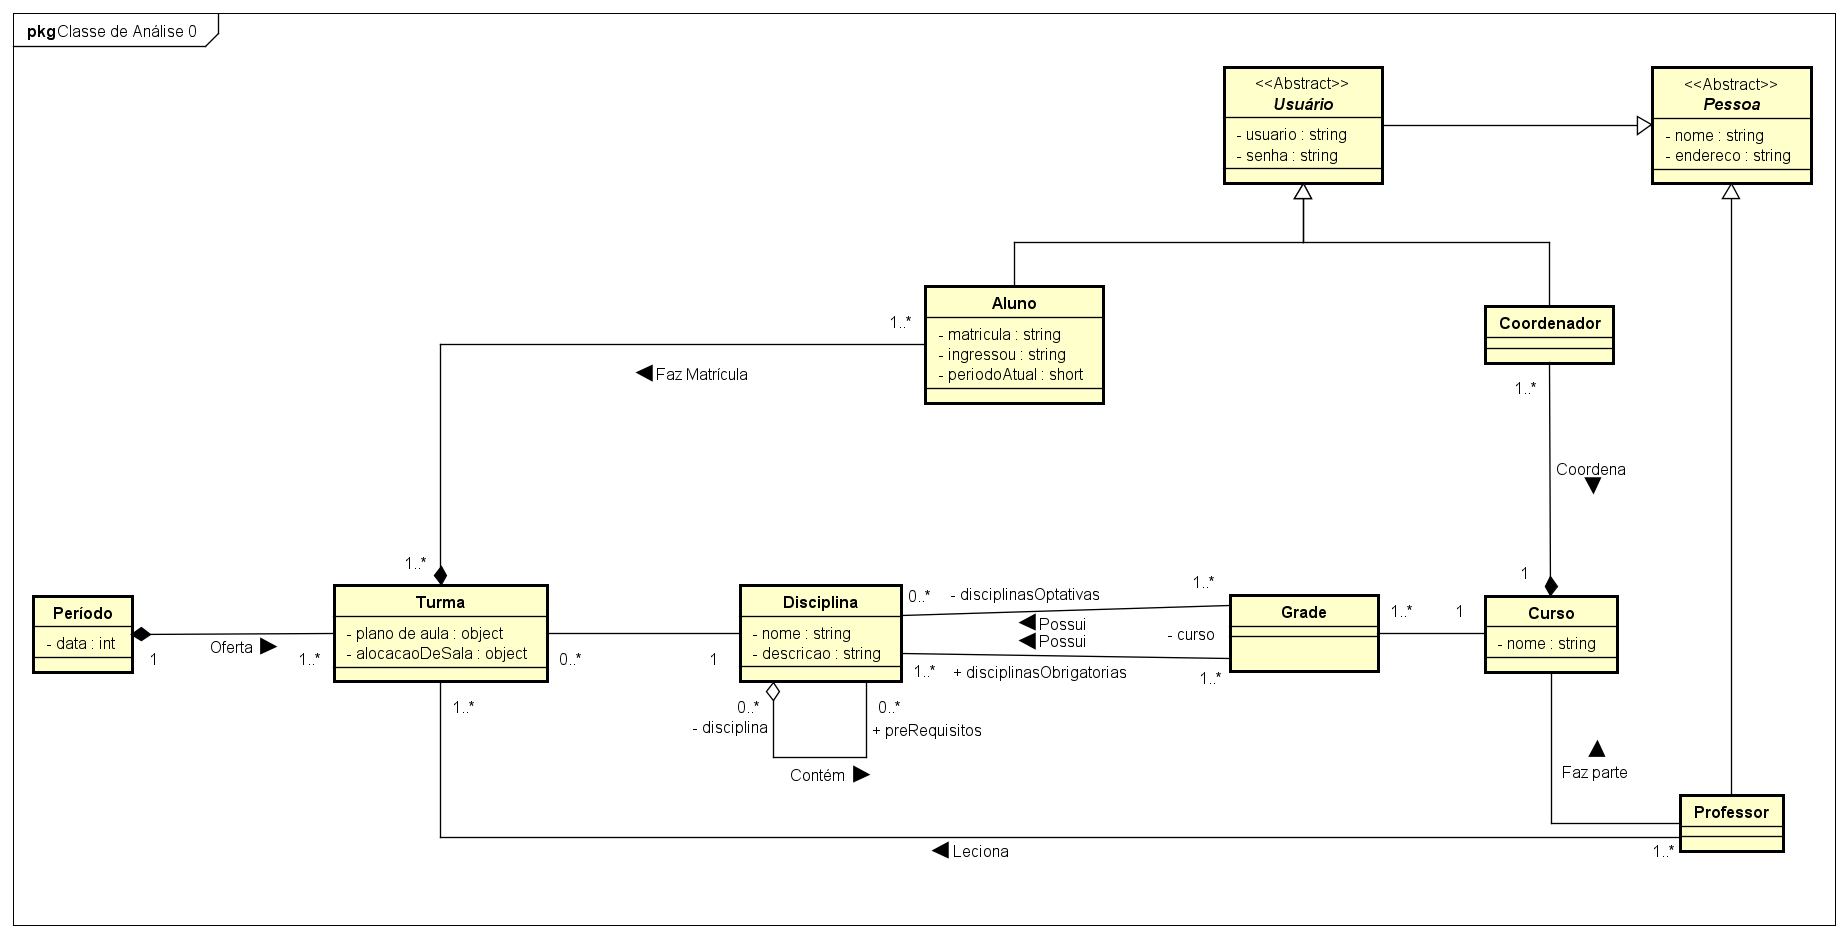 pkg Classe de Análise 0
<<Abstract>>
Usuário
- usuario : string
- senha : string
<<Abstract>>
Pessoa
- nome : string
- endereco : string
Aluno
- matricula : string
- ingressou : string
- periodoAtual : short
1..*
Faz Matrícula
1..*
Coordenador
1..*
Coordena
1
Período
- data : int
1
Oferta
1..*
Turma
- plano de aula : object
- alocacaoDeSala : object
0..*
1
1..*
Disciplina
- nome : string
- descricao : string
0..*
- disciplinasOptativas
1..*
Possui
Possui
- curso
1..*
+ disciplinasObrigatorias
1..*
0..*
- disciplina
0..*
+ preRequisitos
Contém
Grade
1..*
1
Curso
- nome : string
Faz parte
Professor
1..*
Leciona